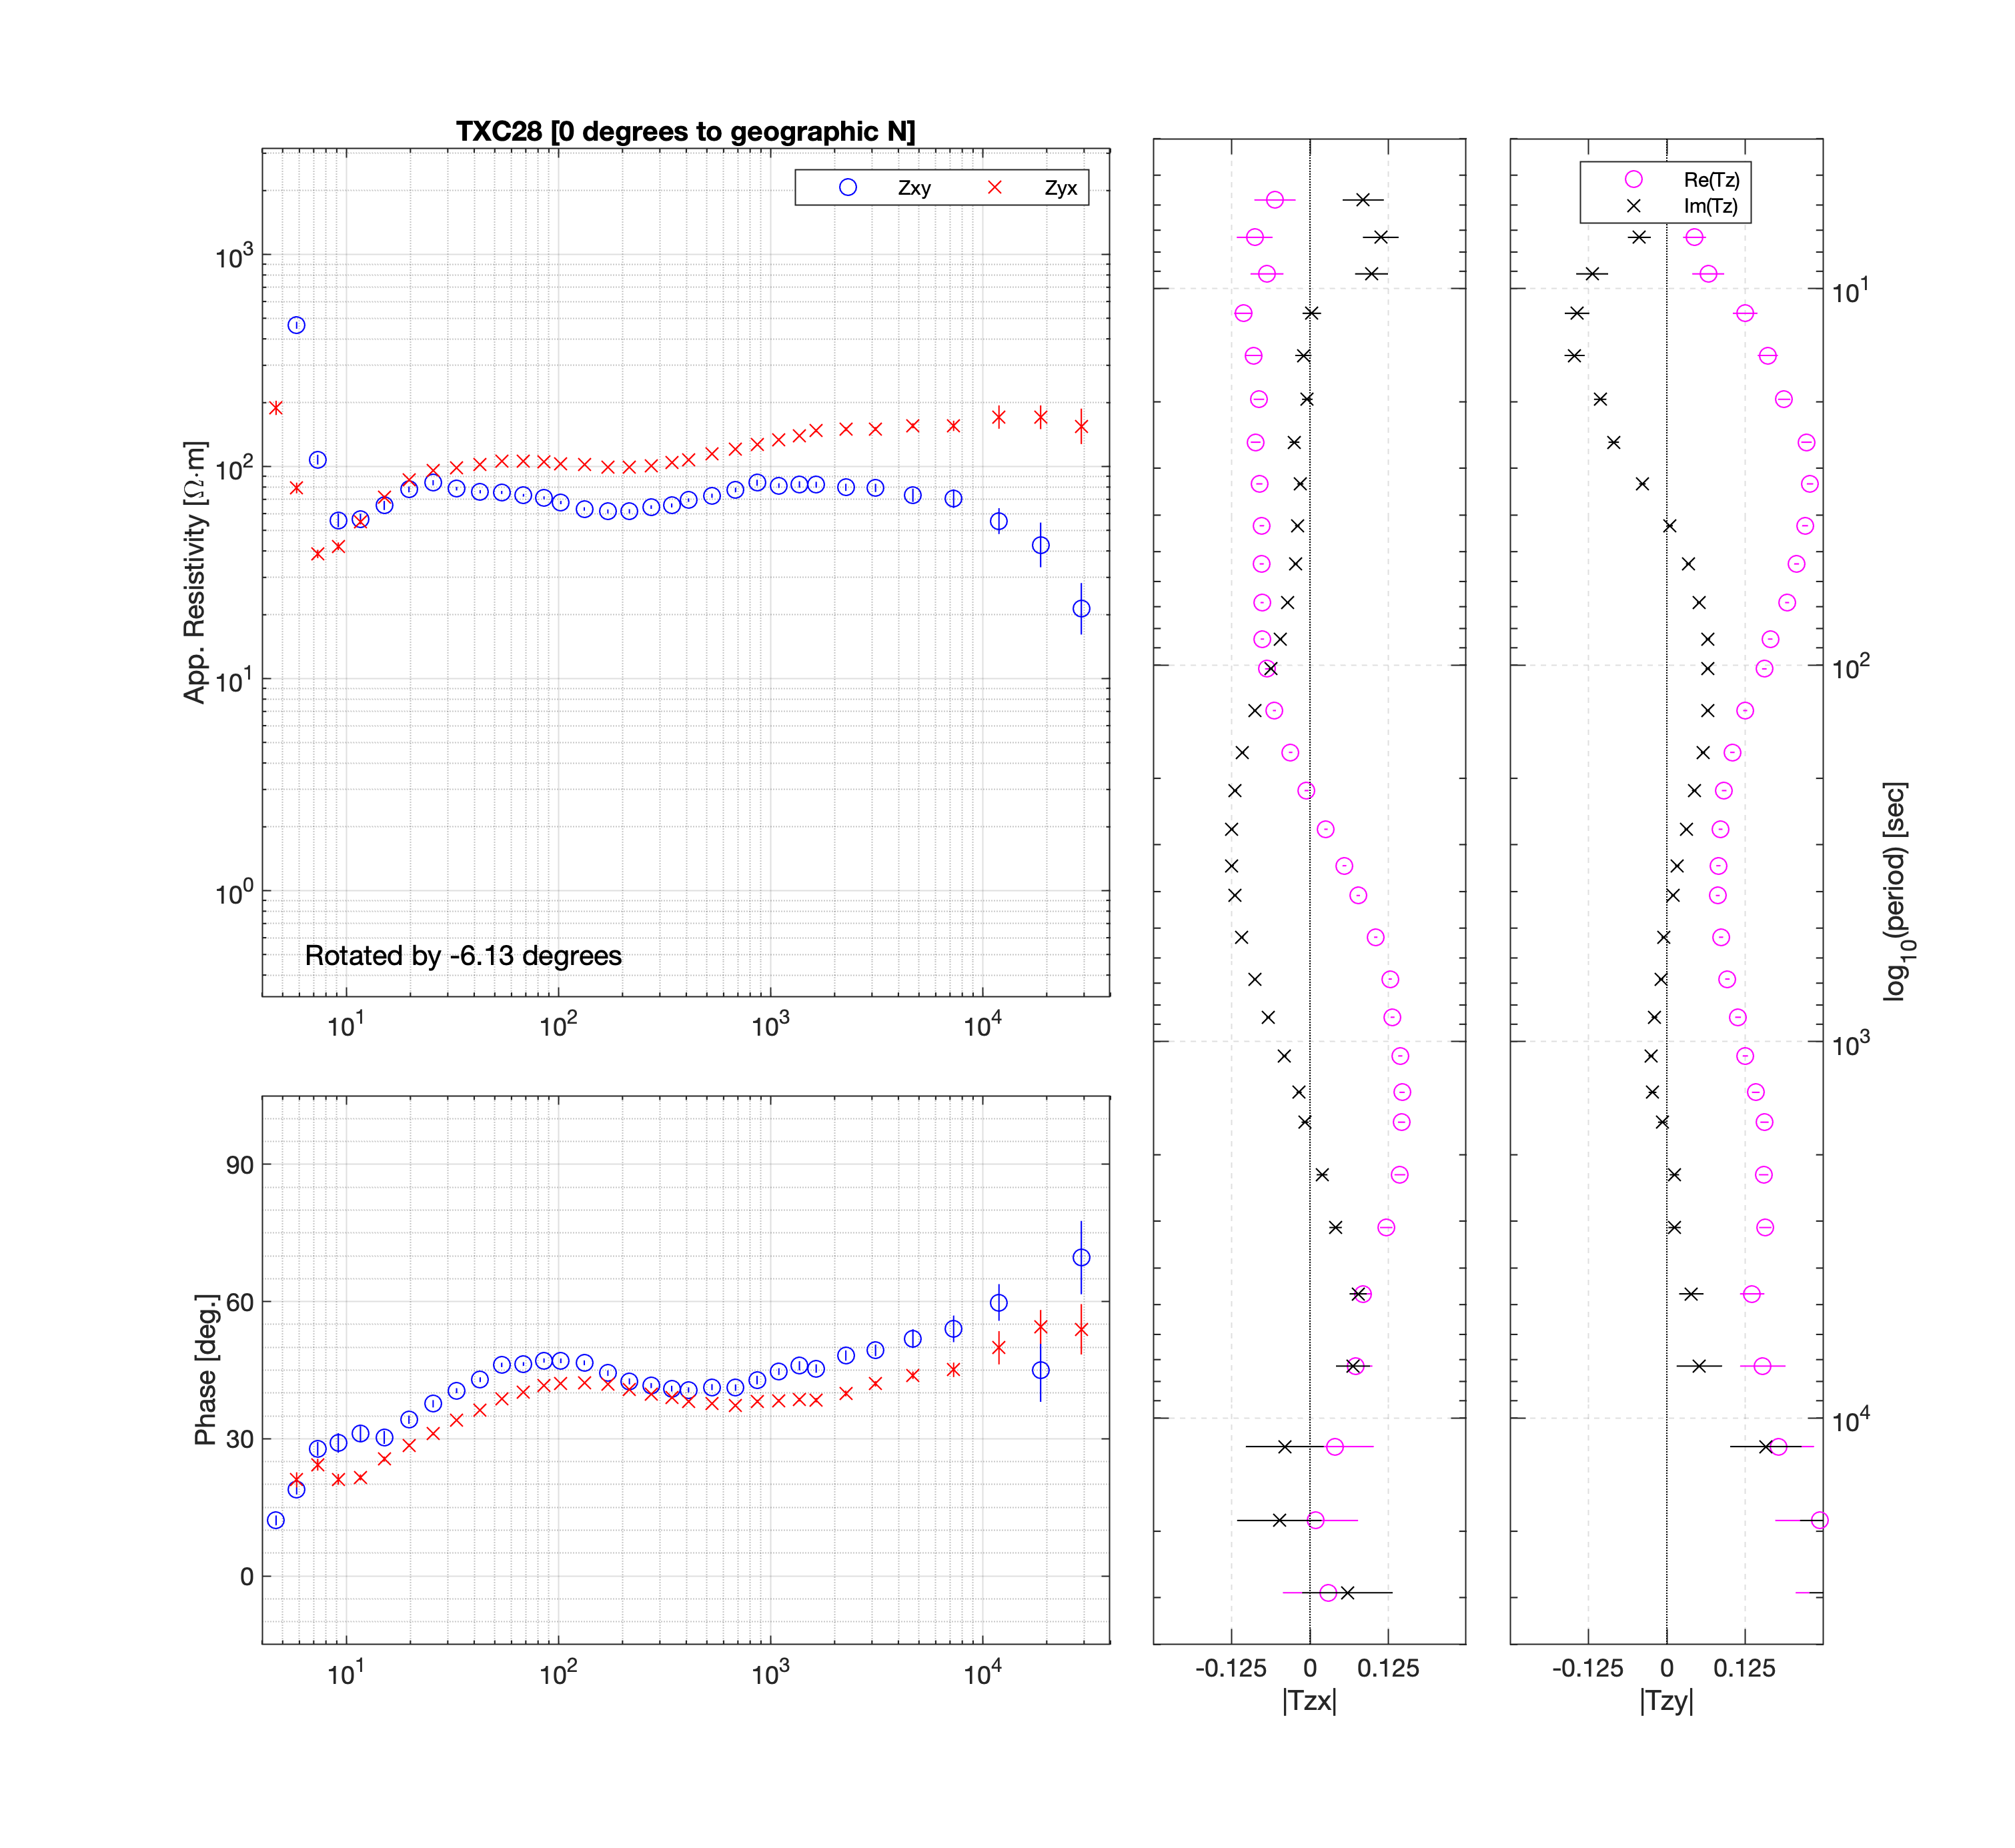 TXC28 [0 degrees to geographic N]
Zxy Zyx
App. Resistivity [Ω·m]
10³
10²
10¹
10⁰
Rotated by -6.13 degrees
10¹ 10² 10³ 10⁴
Phase [deg.]
90
60
30
0
10¹ 10² 10³ 10⁴
-0.125 0 0.125
|Tzx|
Re(Tz)
Im(Tz)
10¹
10²
10³
10⁴
log₁₀(period) [sec]
-0.125 0 0.125
|Tzy|